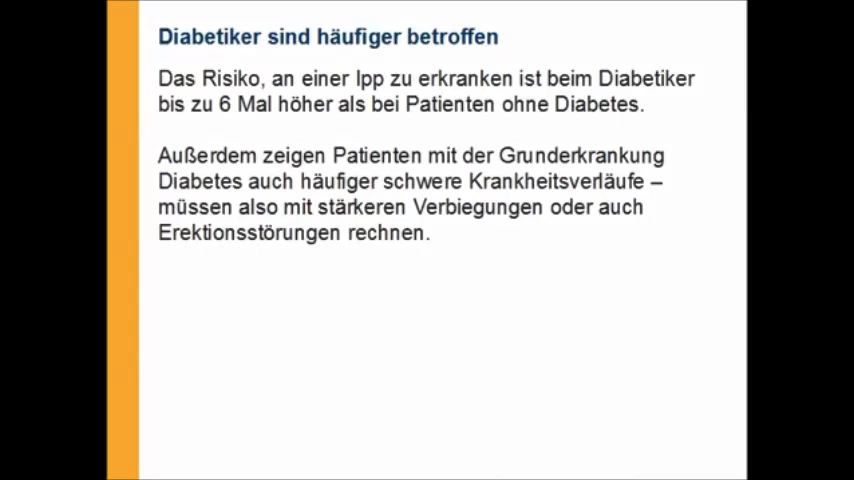 Diabetiker sind häufiger betroffen
Das Risiko, an einer Ipp zu erkranken ist beim Diabetiker
bis zu 6 Mal höher als bei Patienten ohne Diabetes.
Außerdem zeigen Patienten mit der Grunderkrankung
Diabetes auch häufiger schwere Krankheitsverläufe –
müssen also mit stärkeren Verbiegungen oder auch
Erektionsstörungen rechnen.